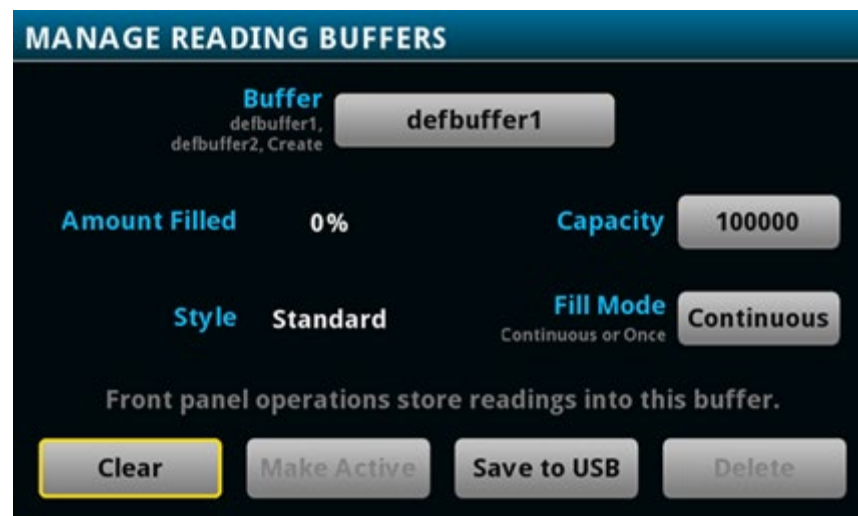 MANAGE READING BUFFERS
Buffer
defbuffer1,
defbuffer2, Create
defbuffer1
Amount Filled 0% Capacity 100000
Style Standard Fill Mode Continuous
Continuous or Once
Front panel operations store readings into this buffer.
Clear Make Active Save to USB Delete